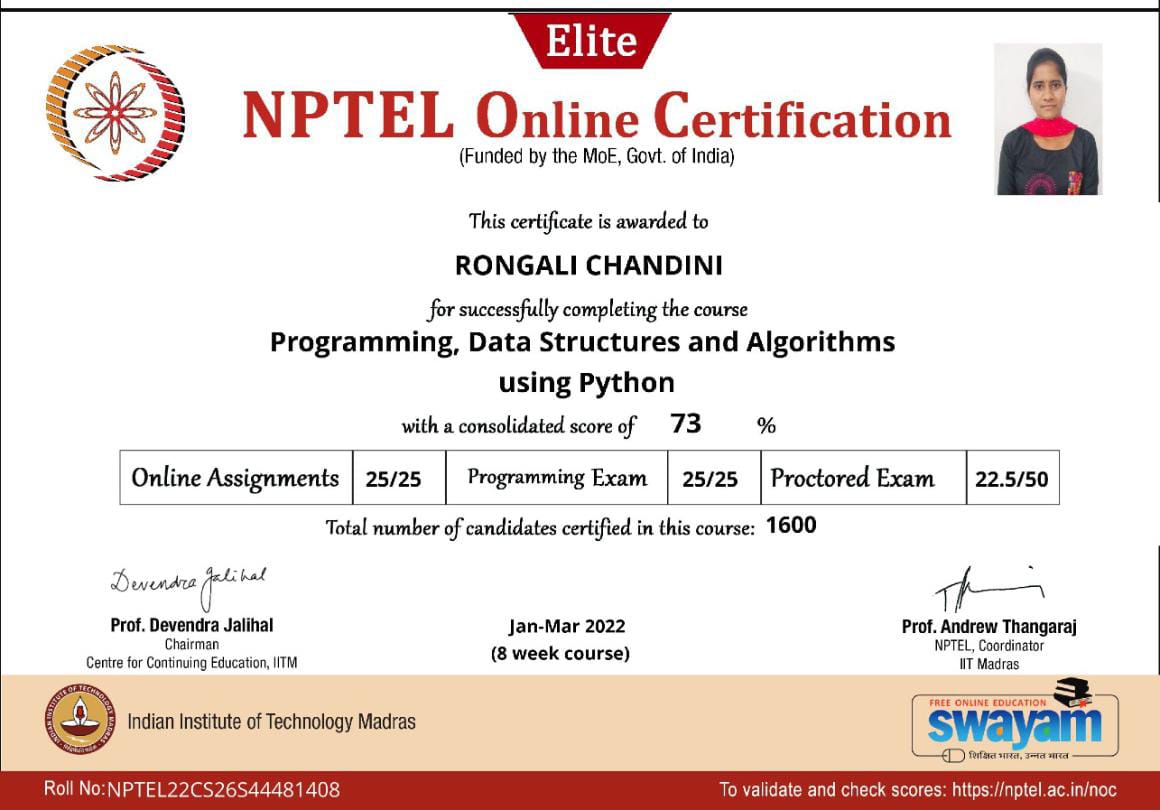 Elite
NPTEL Online Certification
(Funded by the MoE, Govt. of India)
This certificate is awarded to
RONGALI CHANDINI
for successfully completing the course
Programming, Data Structures and Algorithms
using Python
with a consolidated score of 73 %
Online Assignments 25/25 Programming Exam 25/25 Proctored Exam 22.5/50
Total number of candidates certified in this course: 1600
Devendra Jalihal
Prof. Devendra Jalihal
Chairman
Centre for Continuing Education, IITM
Jan-Mar 2022
(8 week course)
Prof. Andrew Thangaraj
NPTEL, Coordinator
IIT Madras
INDIAN INSTITUTE OF TECHNOLOGY MADRAS
Indian Institute of Technology Madras
FREE ONLINE EDUCATION
swayam
शिक्षित भारत, उन्नत भारत
Roll No:NPTEL22CS26S44481408
To validate and check scores: https://nptel.ac.in/noc